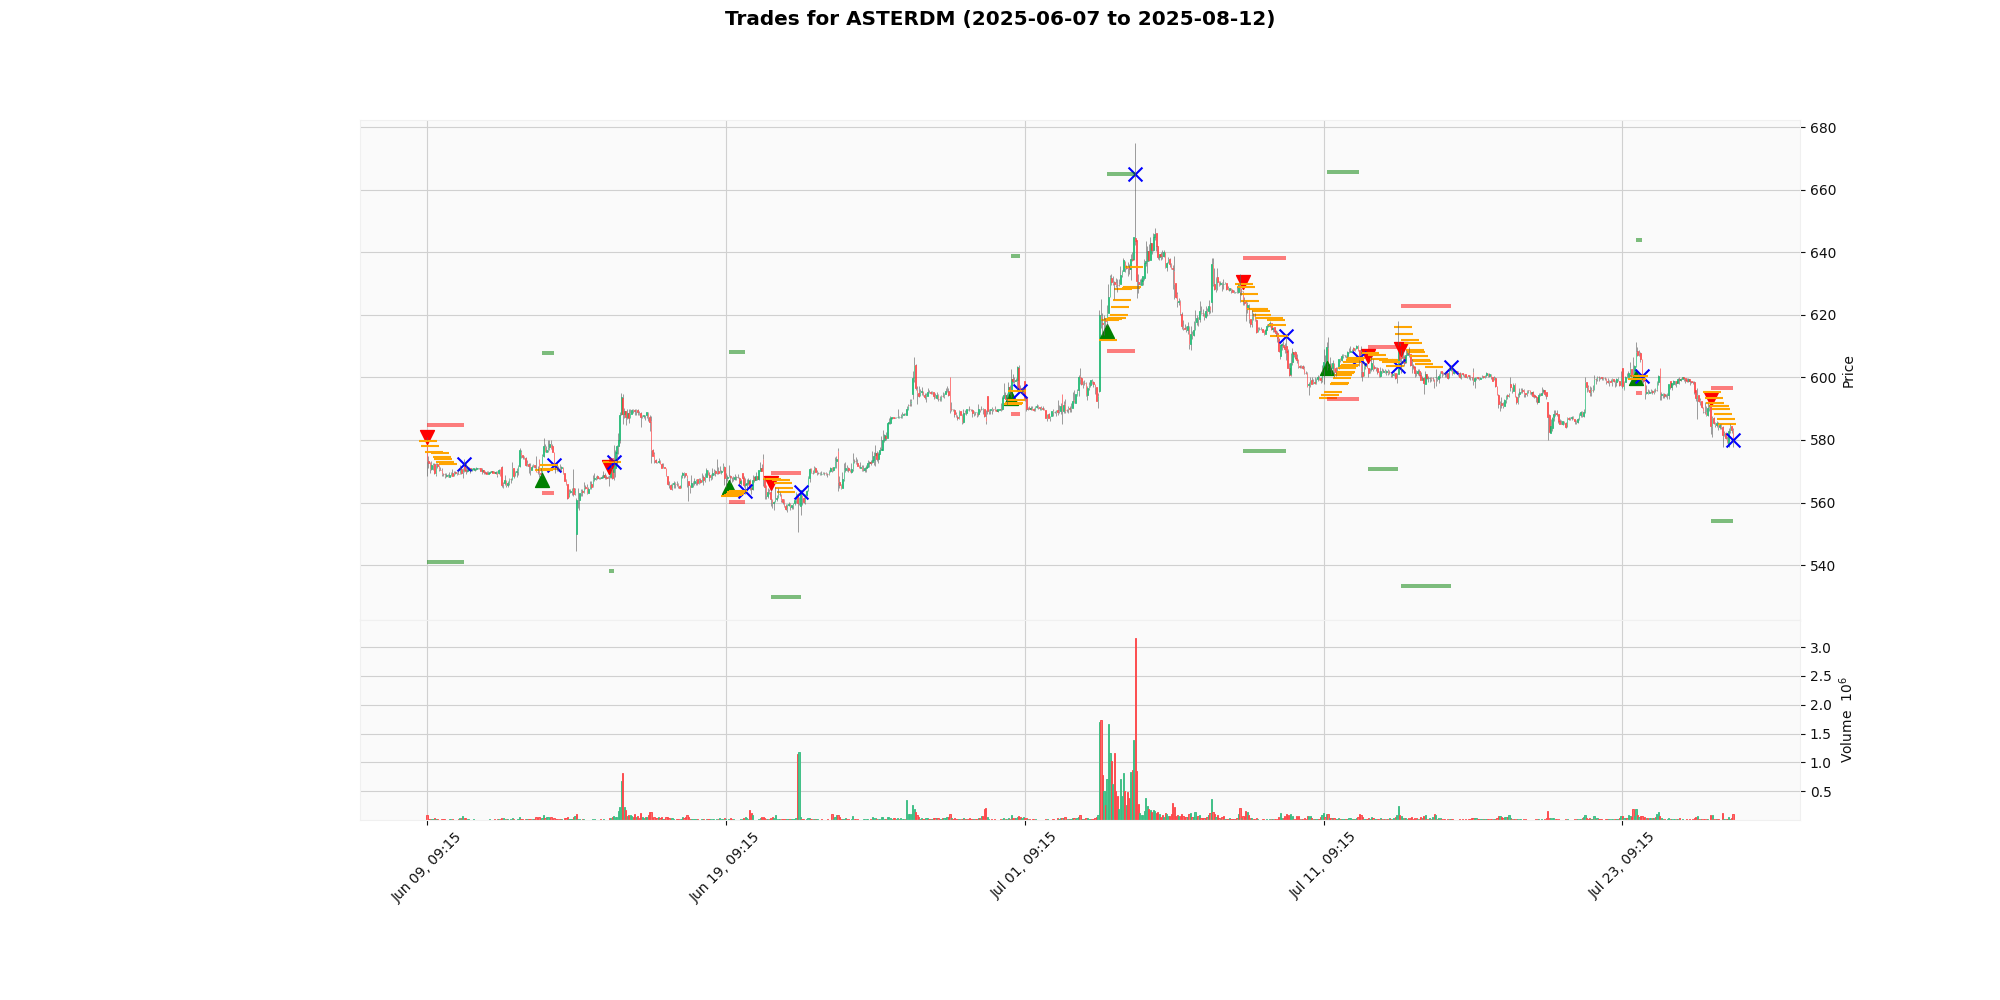 Trades for ASTERDM (2025-06-07 to 2025-08-12)
680
660
640
620
600
580
560
540
Price
3.0
2.5
2.0
1.5
1.0
0.5
Volume 10^6
Jun 09, 09:15
Jun 19, 09:15
Jul 01, 09:15
Jul 11, 09:15
Jul 23, 09:15